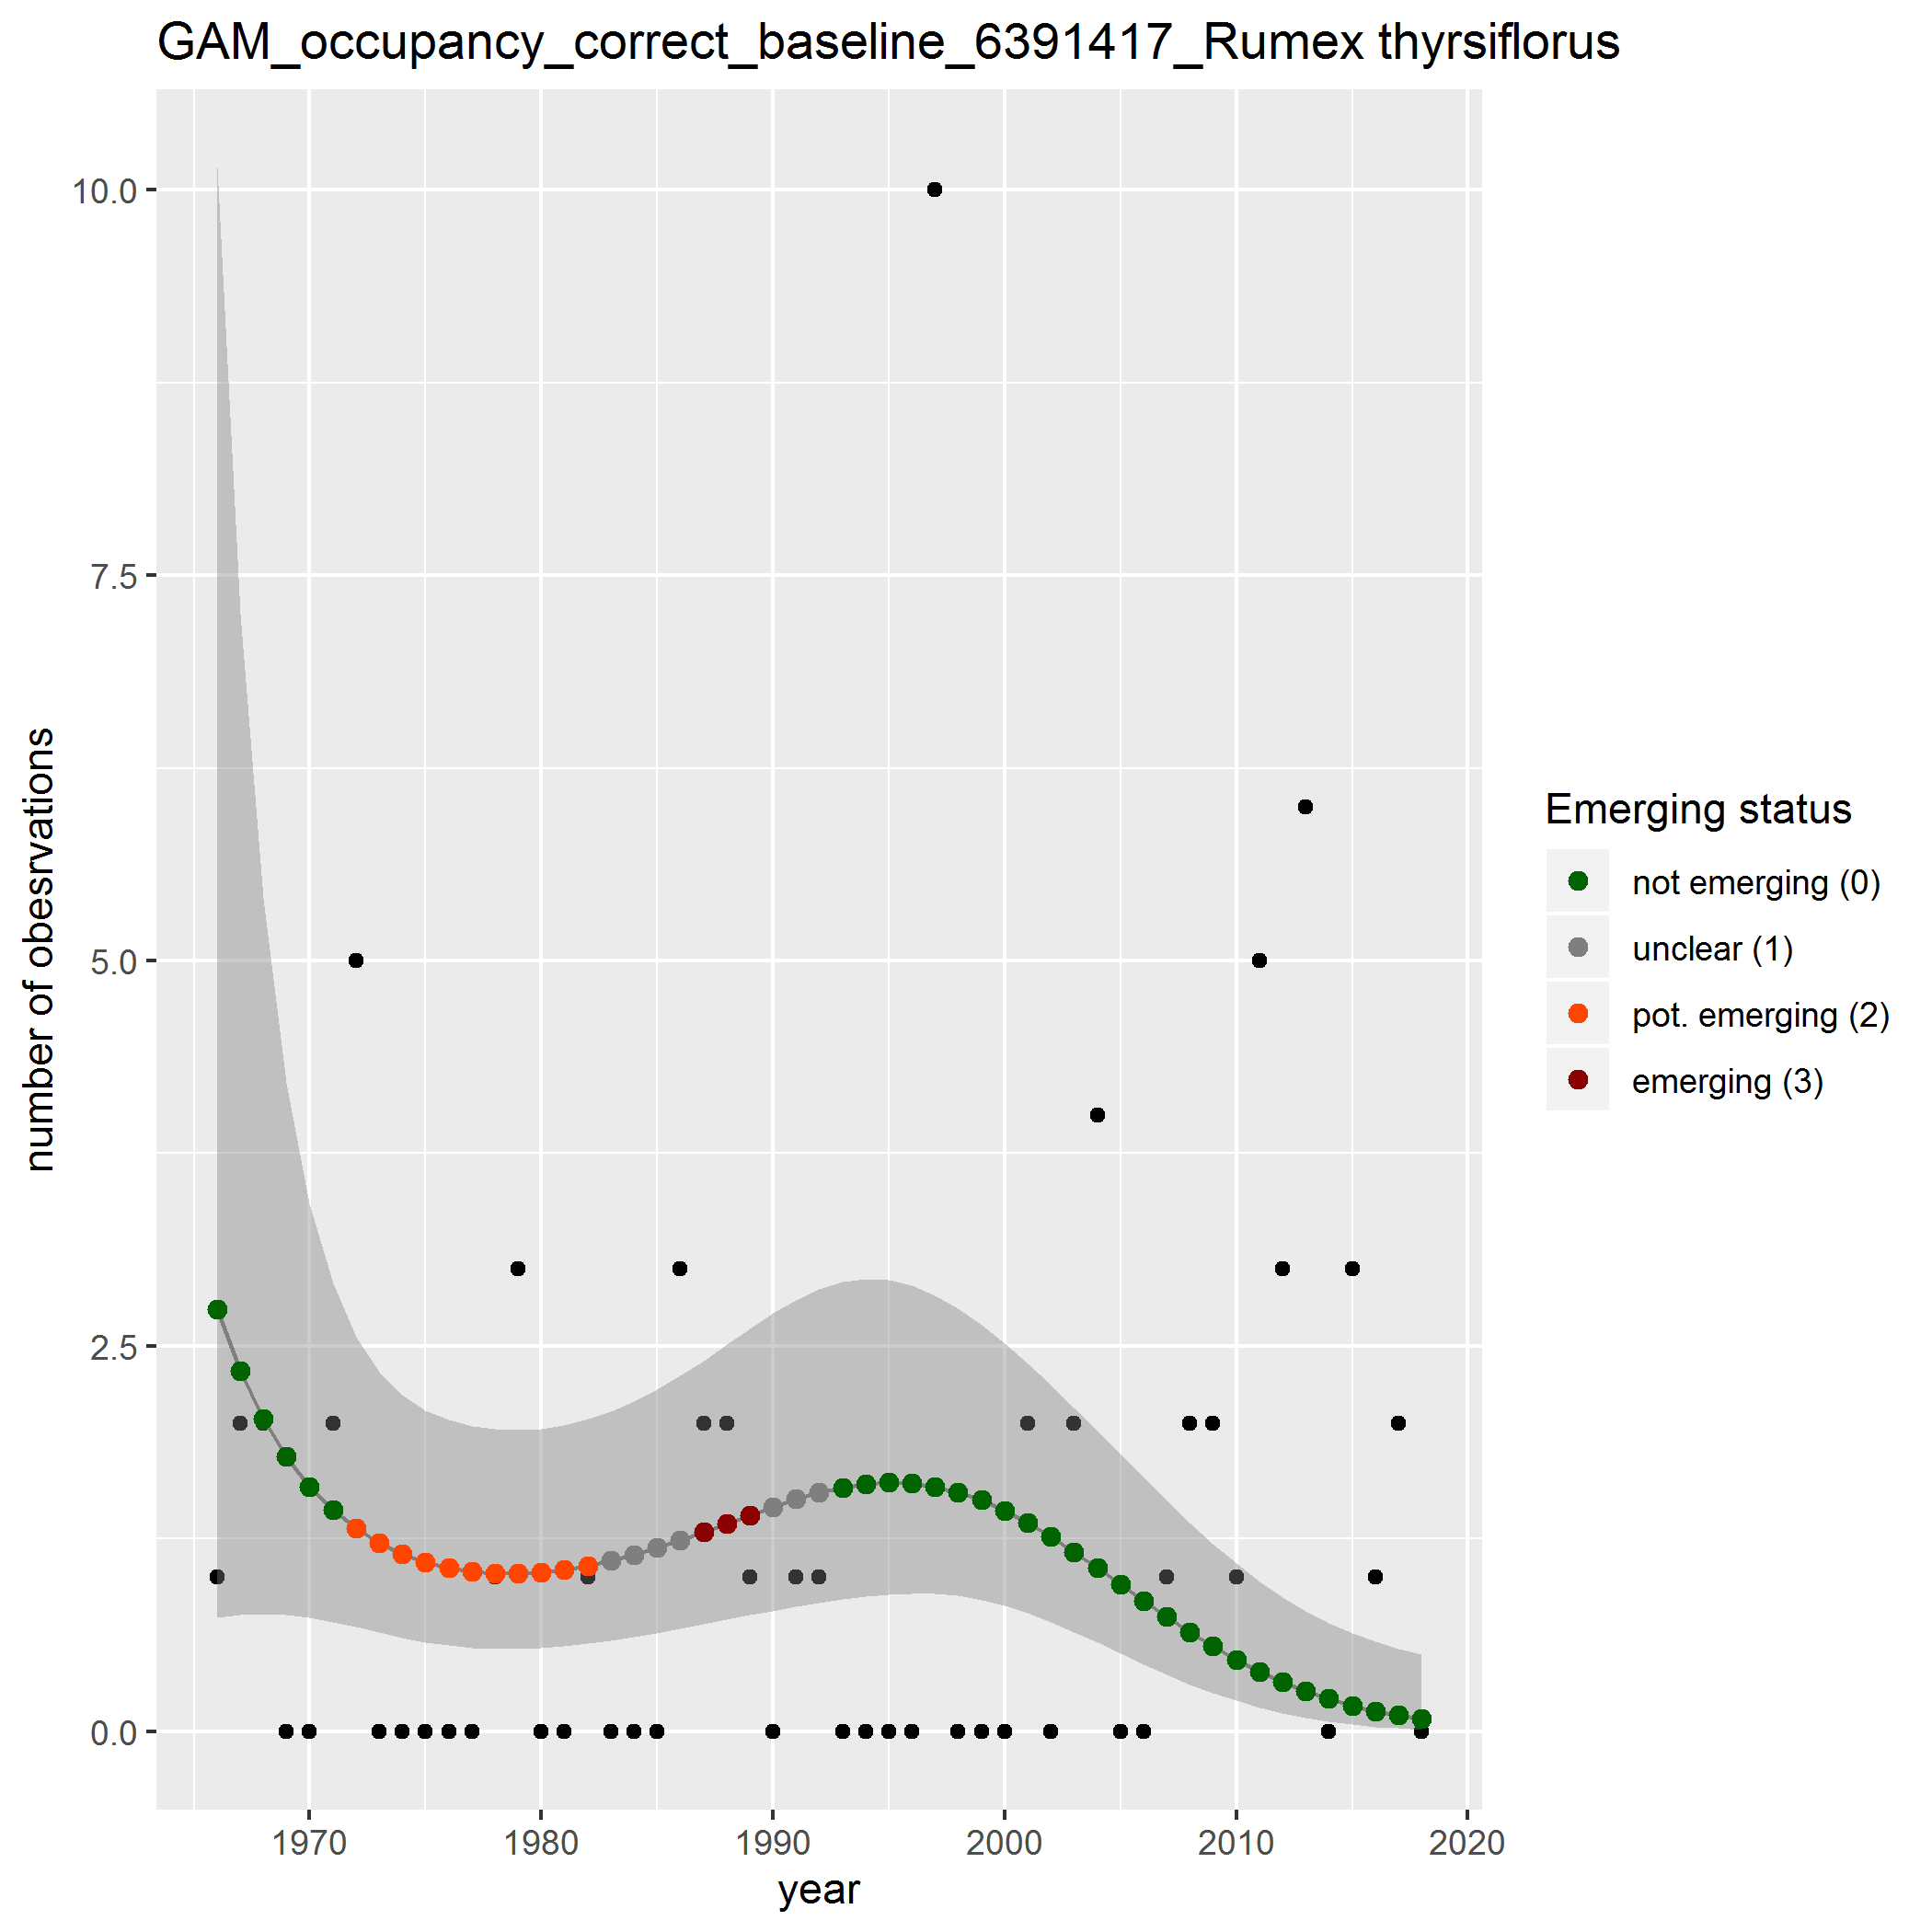 GAM_occupancy_correct_baseline_6391417_Rumex thyrsiflorus
10.0
7.5
5.0
2.5
0.0
number of obesrvations
1970 1980 1990 2000 2010 2020
year
Emerging status
not emerging (0)
unclear (1)
pot. emerging (2)
emerging (3)